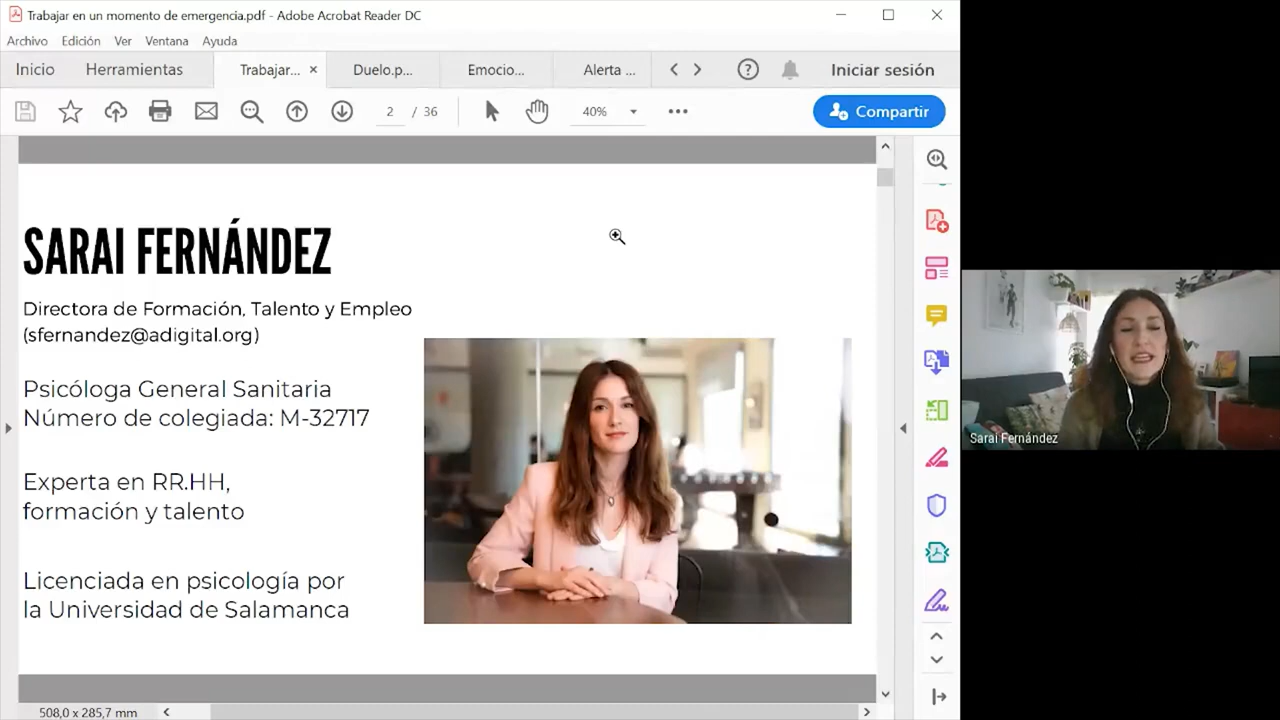 Trabajar en un momento de emergencia.pdf - Adobe Acrobat Reader DC
Archivo Edición Ver Ventana Ayuda
Inicio Herramientas Trabajar... × Duelo.p... Emocio... Alerta ... Iniciar sesión
2 / 36 40% Compartir
SARAI FERNÁNDEZ
Directora de Formación, Talento y Empleo
(sfernandez@adigital.org)
Psicóloga General Sanitaria
Número de colegiada: M-32717
Experta en RR.HH,
formación y talento
Licenciada en psicología por
la Universidad de Salamanca
Sarai Fernández
508,0 x 285,7 mm